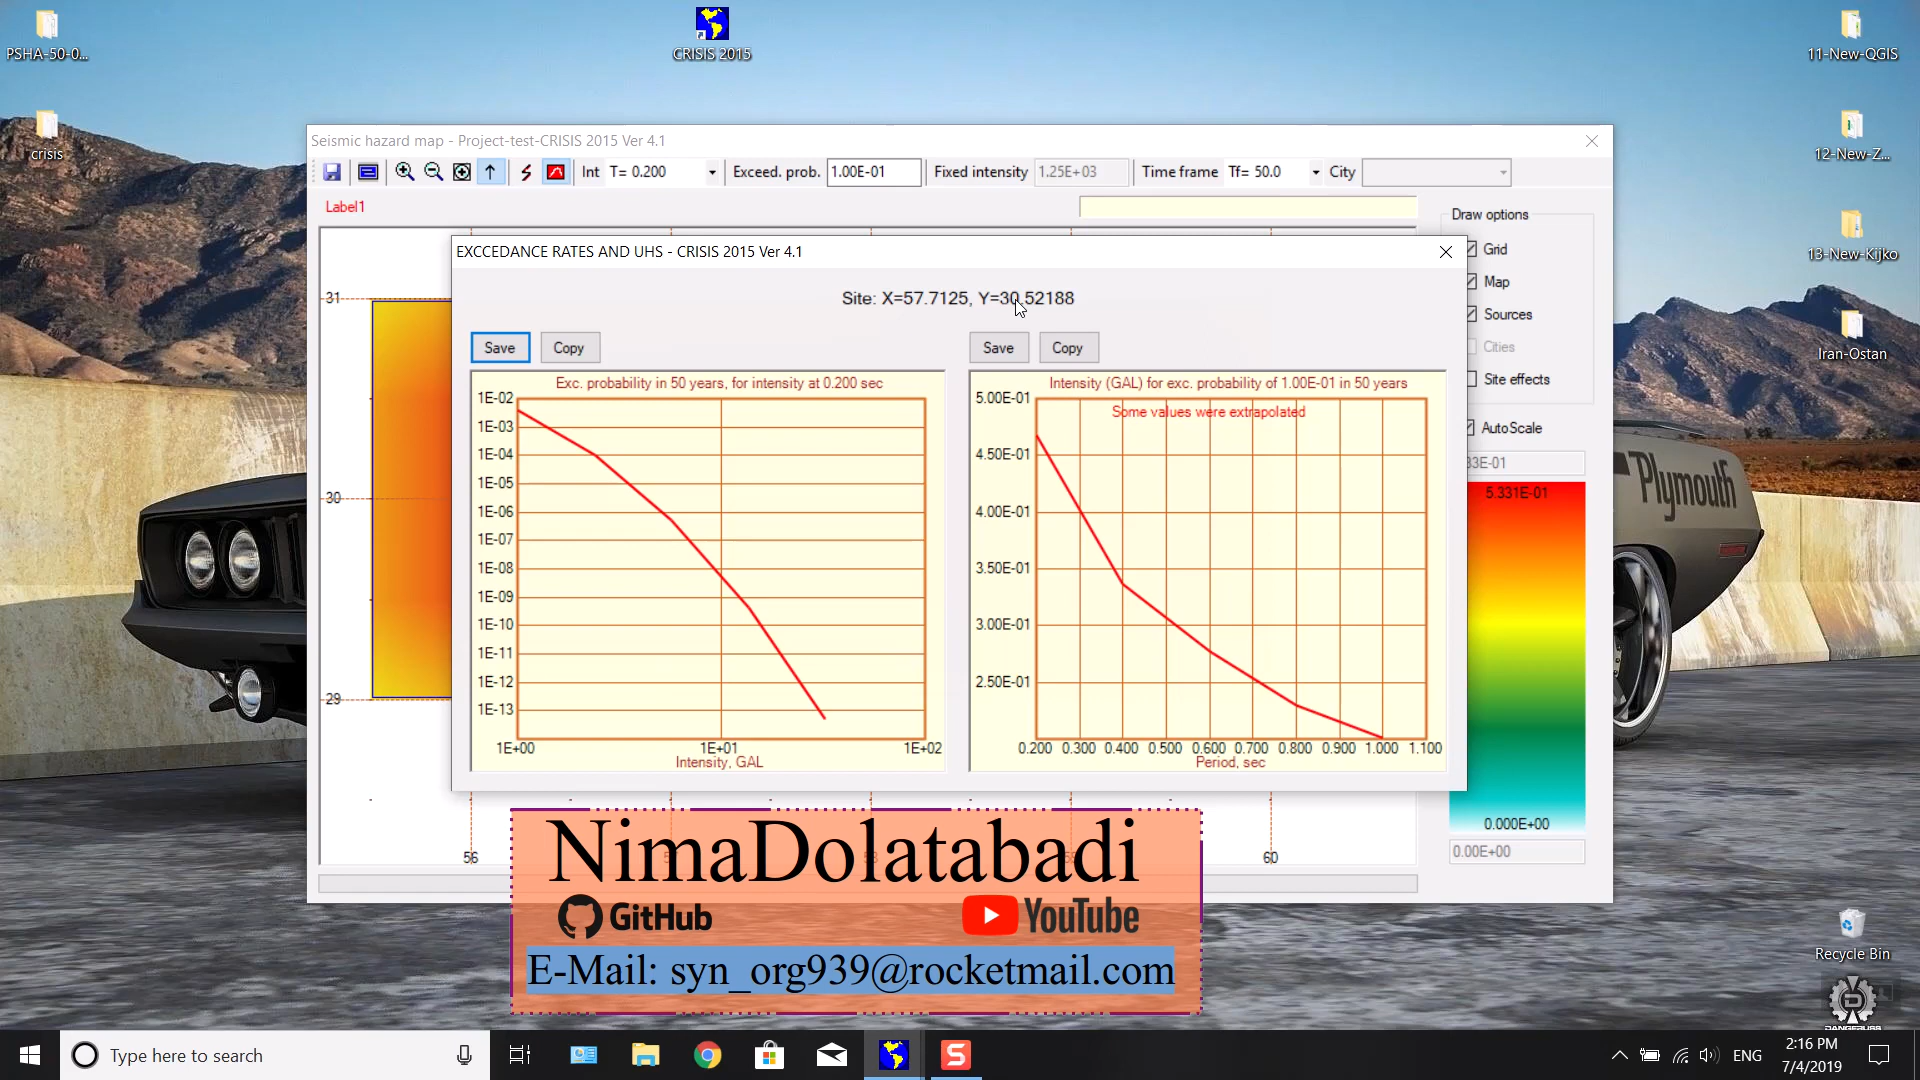 PSHA-50-0...
CRISIS 2015
11-New-QGIS
crisis
12-New-Z...
13-New-Kijko
Iran-Ostan
Recycle Bin
Seismic hazard map - Project-test-CRISIS 2015 Ver 4.1
Int T= 0.200 Exceed. prob. 1.00E-01 Fixed intensity 1.25E+03 Time frame Tf= 50.0 City
Label1
Draw options
Grid
Map
Sources
Cities
Site effects
AutoScale
33E-01
5.331E-01
0.000E+00
0.00E+00
31
30
29
56
60
EXCCEDANCE RATES AND UHS - CRISIS 2015 Ver 4.1
Site: X=57.7125, Y=30.52188
Save Copy
Save Copy
Exc. probability in 50 years, for intensity at 0.200 sec
1E-02
1E-03
1E-04
1E-05
1E-06
1E-07
1E-08
1E-09
1E-10
1E-11
1E-12
1E-13
1E+00 1E+01 1E+02
Intensity, GAL
Intensity (GAL) for exc. probability of 1.00E-01 in 50 years
Some values were extrapolated
5.00E-01
4.50E-01
4.00E-01
3.50E-01
3.00E-01
2.50E-01
0.200 0.300 0.400 0.500 0.600 0.700 0.800 0.900 1.000 1.100
Period, sec
Plymouth
NimaDolatabadi
GitHub YouTube
E-Mail: syn_org939@rocketmail.com
DANGERUSS
Type here to search
ENG
2:16 PM
7/4/2019